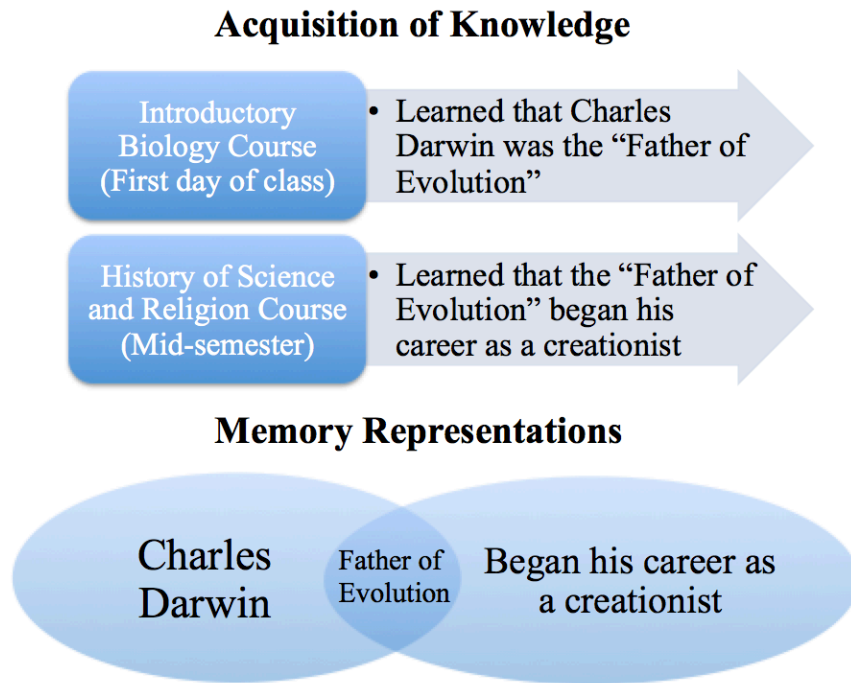 Acquisition of Knowledge
Introductory
Biology Course
(First day of class)
• Learned that Charles
Darwin was the “Father of
Evolution”
History of Science
and Religion Course
(Mid-semester)
• Learned that the “Father of
Evolution” began his
career as a creationist
Memory Representations
Charles
Darwin
Father of
Evolution
Began his career as
a creationist